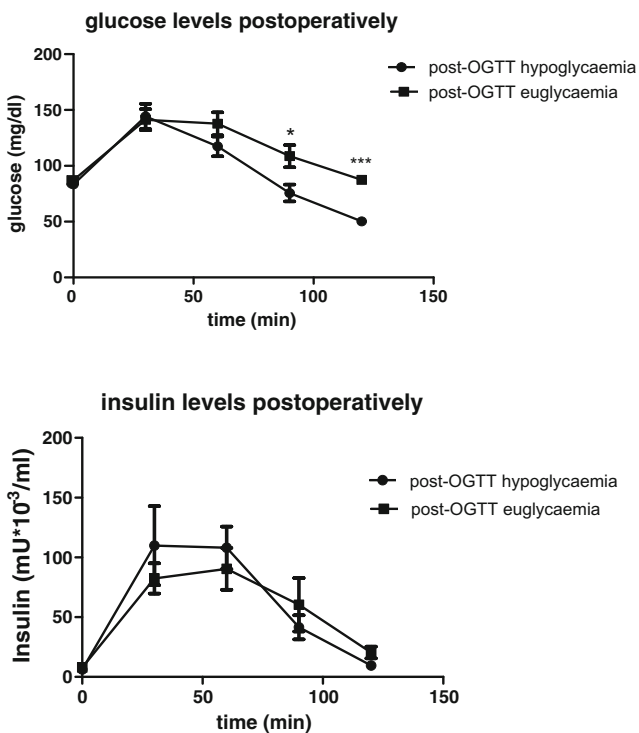 glucose levels postoperatively
post-OGTT hypoglycaemia
post-OGTT euglycaemia
glucose (mg/dl)
200
150
100
50
0
*
***
0 50 100 150
time (min)
insulin levels postoperatively
post-OGTT hypoglycaemia
post-OGTT euglycaemia
Insulin (mU*10⁻³/ml)
200
150
100
50
0
0 50 100 150
time (min)